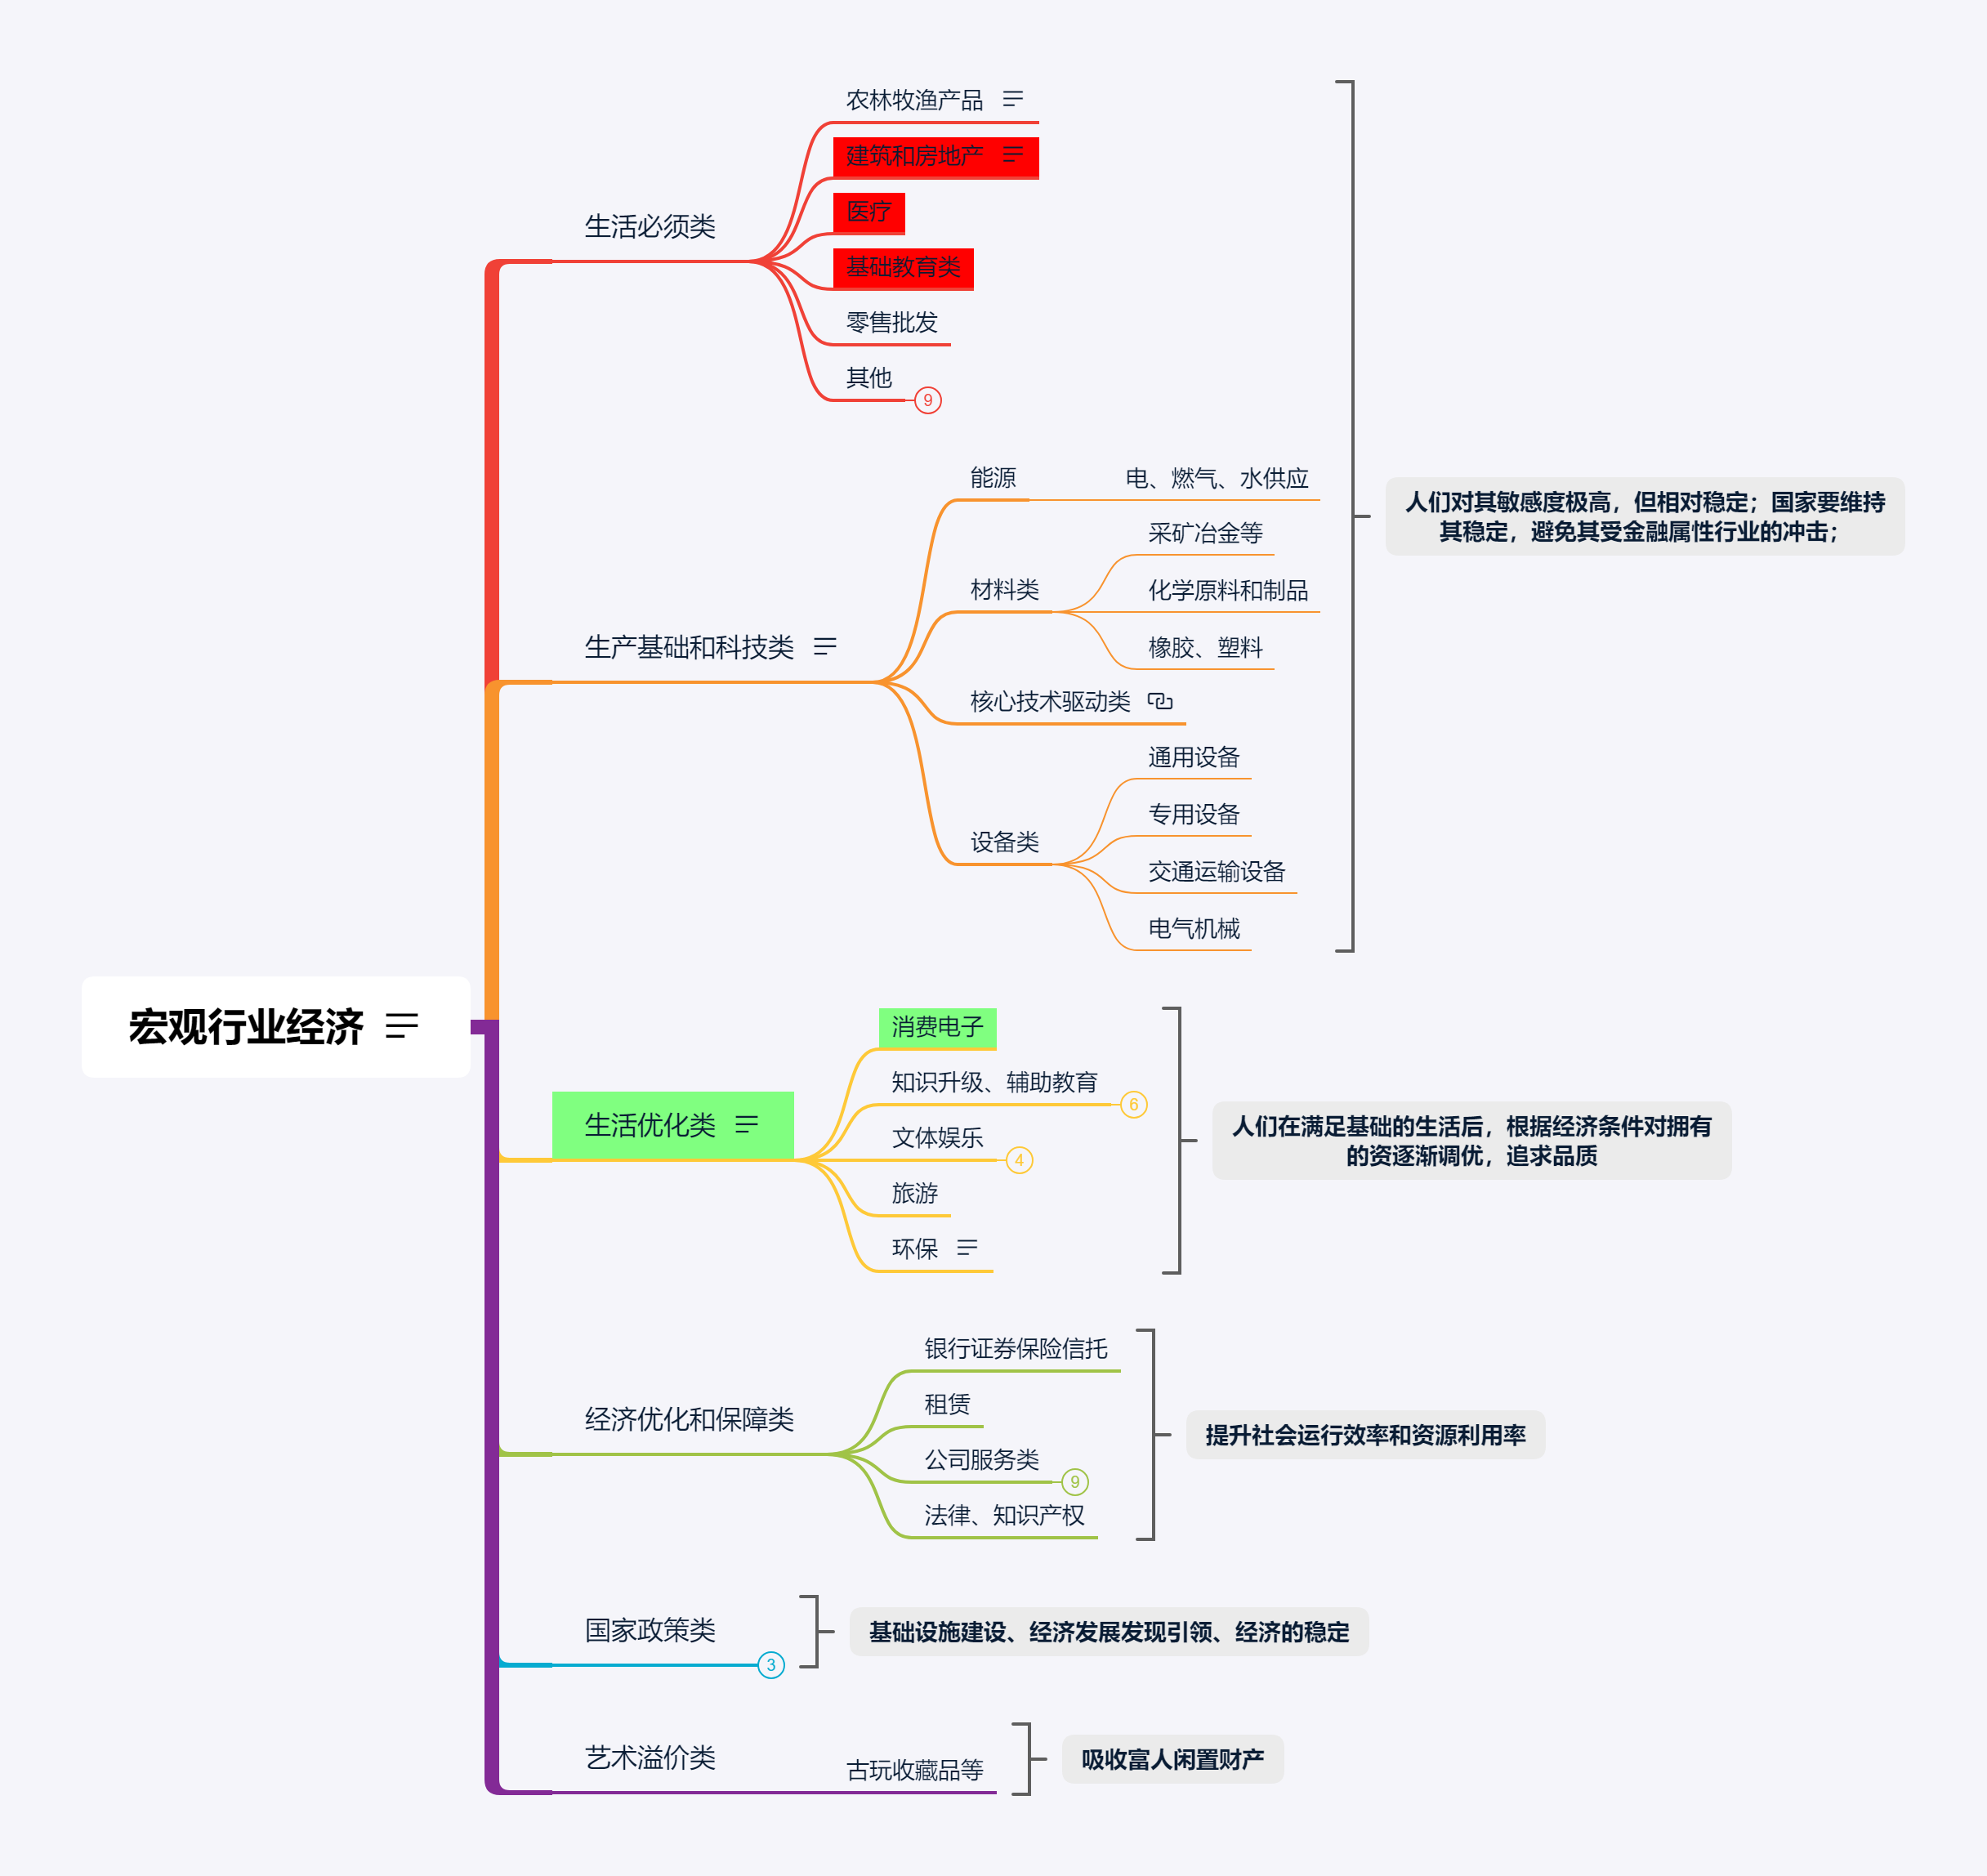 宏观行业经济
生活必须类
农林牧渔产品
建筑和房地产
医疗
基础教育类
零售批发
其他
9
生产基础和科技类
能源
电、燃气、水供应
材料类
采矿冶金等
化学原料和制品
橡胶、塑料
核心技术驱动类
设备类
通用设备
专用设备
交通运输设备
电气机械
人们对其敏感度极高，但相对稳定；国家要维持
其稳定，避免其受金融属性行业的冲击；
生活优化类
消费电子
知识升级、辅助教育
6
文体娱乐
4
旅游
环保
人们在满足基础的生活后，根据经济条件对拥有
的资逐渐调优，追求品质
经济优化和保障类
银行证券保险信托
租赁
公司服务类
9
法律、知识产权
提升社会运行效率和资源利用率
国家政策类
3
基础设施建设、经济发展发现引领、经济的稳定
艺术溢价类
古玩收藏品等
吸收富人闲置财产